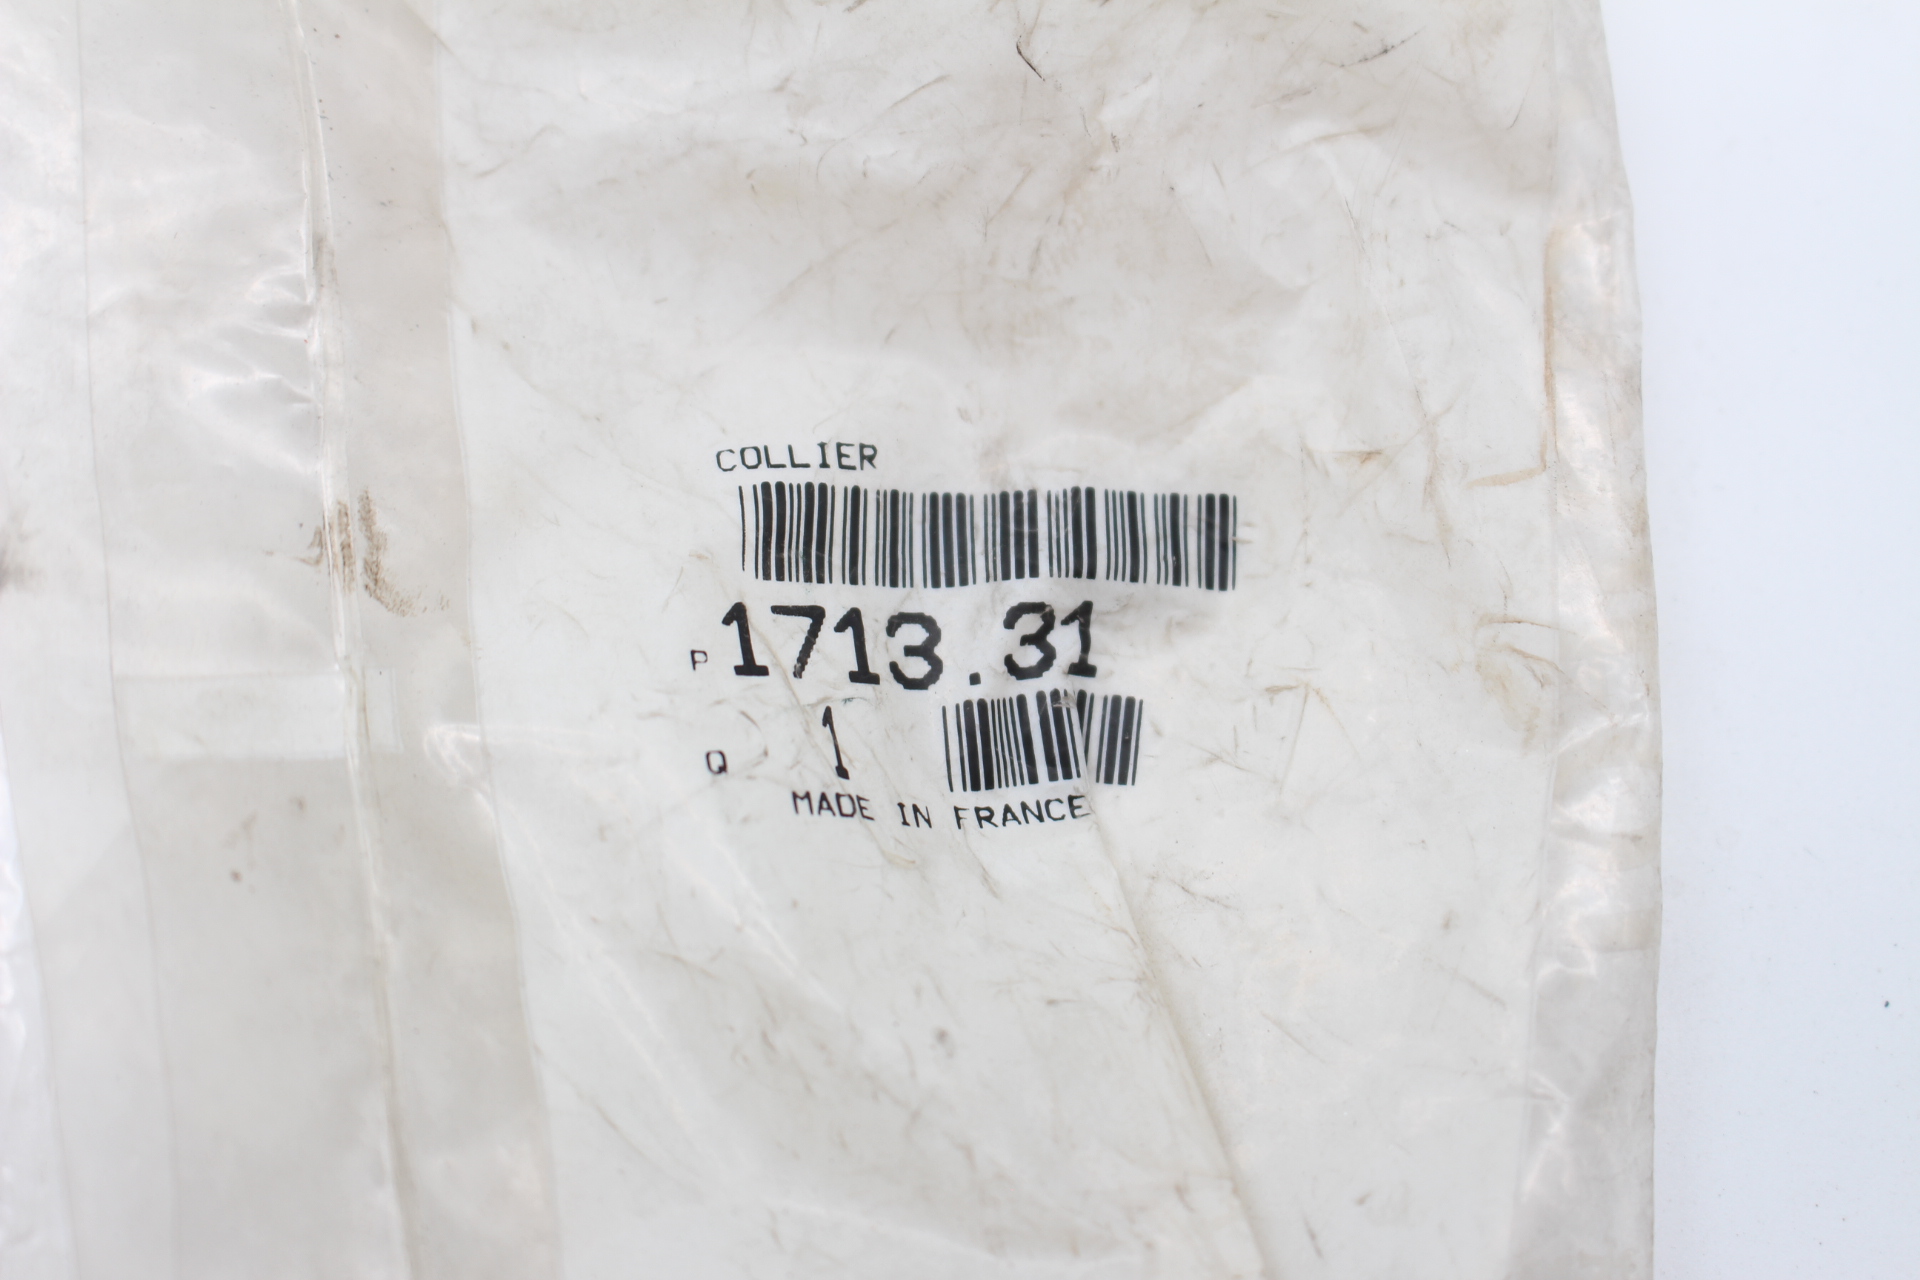 COLLIER
P 1713.31
Q 1
MADE IN FRANCE